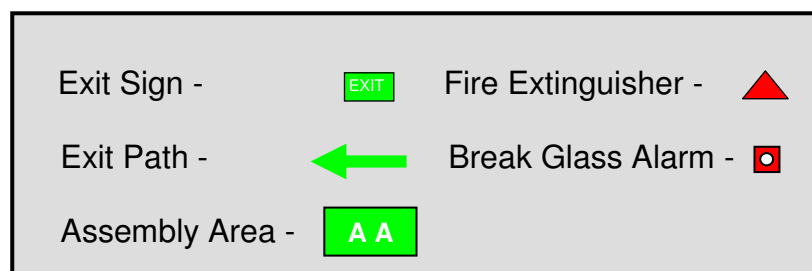 Exit Sign - EXIT Fire Extinguisher -
Exit Path - Break Glass Alarm -
Assembly Area - A A